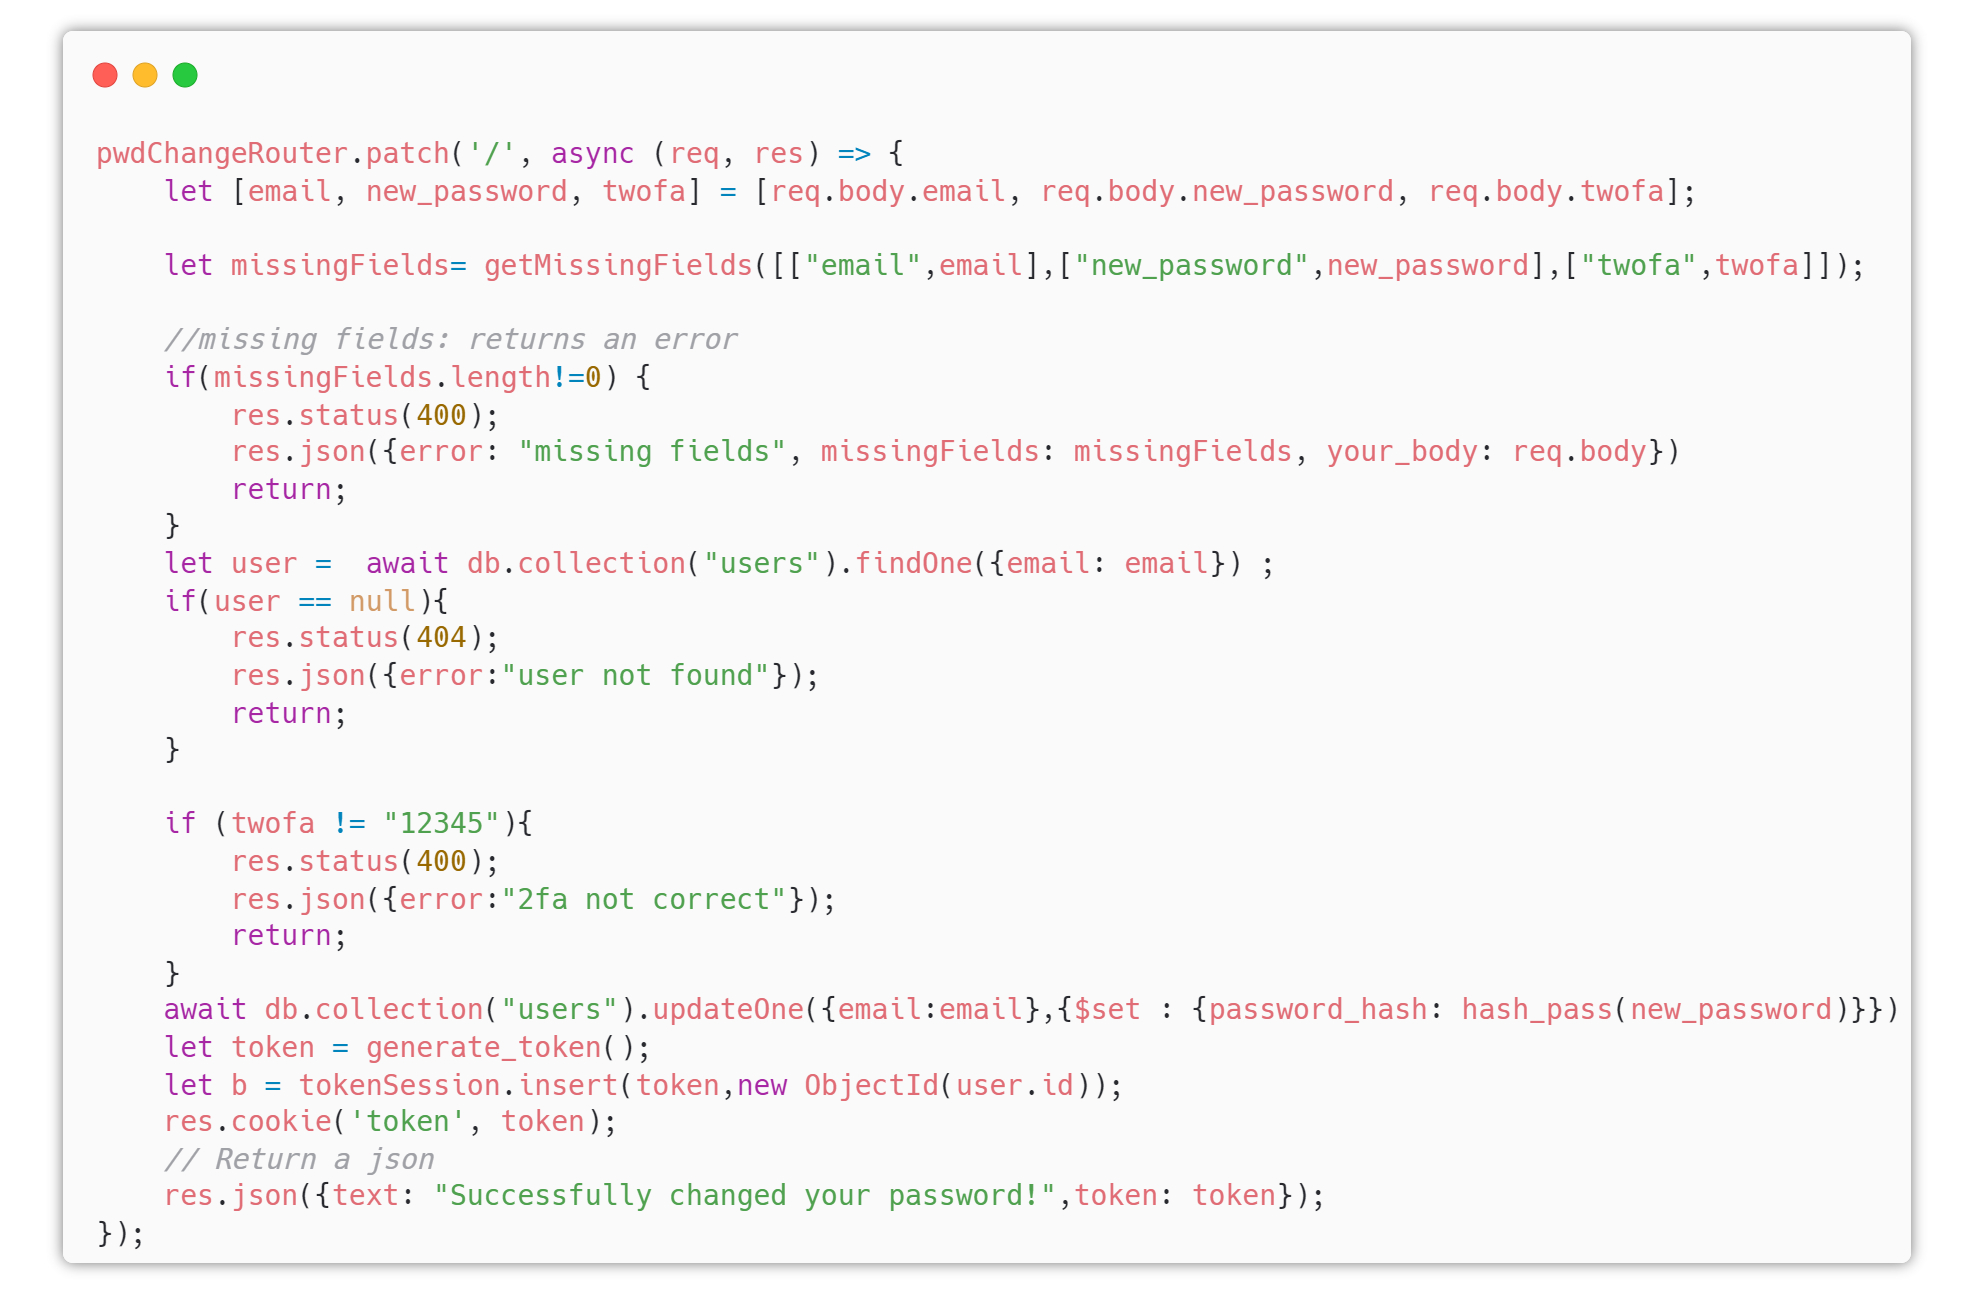 pwdChangeRouter.patch('/', async (req, res) => {
    let [email, new_password, twofa] = [req.body.email, req.body.new_password, req.body.twofa];

    let missingFields= getMissingFields([["email",email],["new_password",new_password],["twofa",twofa]]);

    //missing fields: returns an error
    if(missingFields.length!=0) {
        res.status(400);
        res.json({error: "missing fields", missingFields: missingFields, your_body: req.body})
        return;
    }
    let user =  await db.collection("users").findOne({email: email}) ;
    if(user == null){
        res.status(404);
        res.json({error:"user not found"});
        return;
    }

    if (twofa != "12345"){
        res.status(400);
        res.json({error:"2fa not correct"});
        return;
    }
    await db.collection("users").updateOne({email:email},{$set : {password_hash: hash_pass(new_password)}})
    let token = generate_token();
    let b = tokenSession.insert(token,new ObjectId(user.id));
    res.cookie('token', token);
    // Return a json
    res.json({text: "Successfully changed your password!",token: token});
});